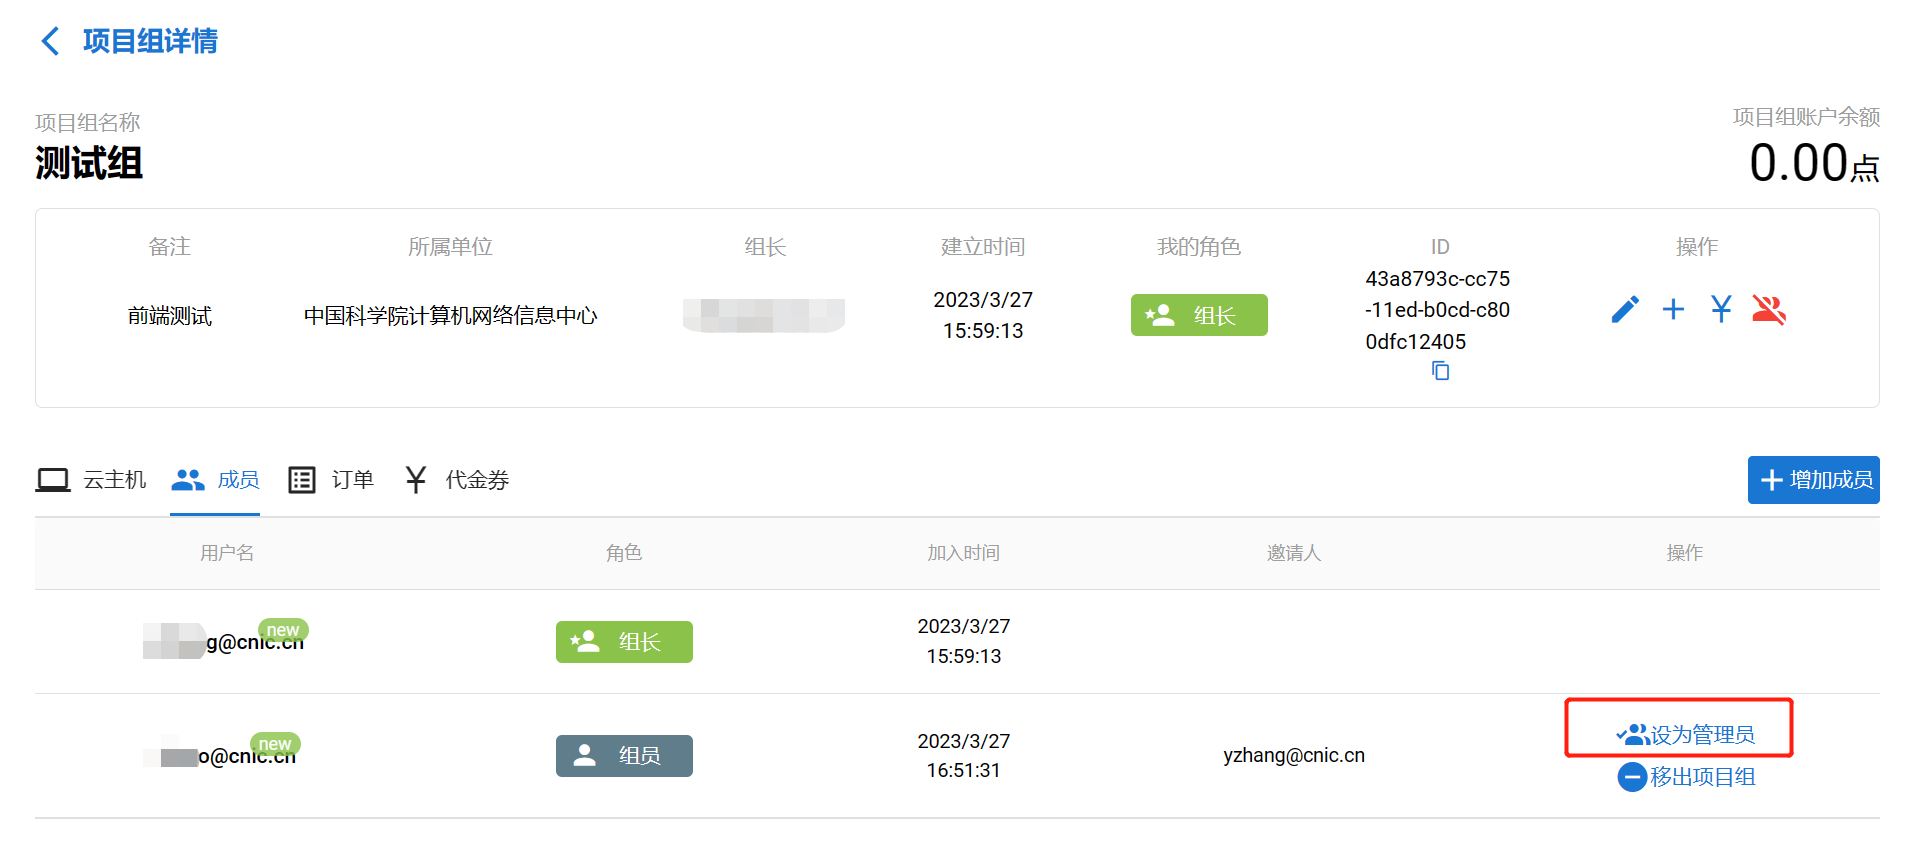 项目组详情
项目组名称
测试组
项目组账户余额
0.00点
备注
所属单位
组长
建立时间
我的角色
ID
操作
前端测试
中国科学院计算机网络信息中心
2023/3/27
15:59:13
组长
43a8793c-cc75
-11ed-b0cd-c80
0dfc12405
云主机
成员
订单
代金券
增加成员
用户名
角色
加入时间
邀请人
操作
g@cnic.cn
new
组长
2023/3/27
15:59:13
o@cnic.cn
new
组员
2023/3/27
16:51:31
yzhang@cnic.cn
设为管理员
移出项目组